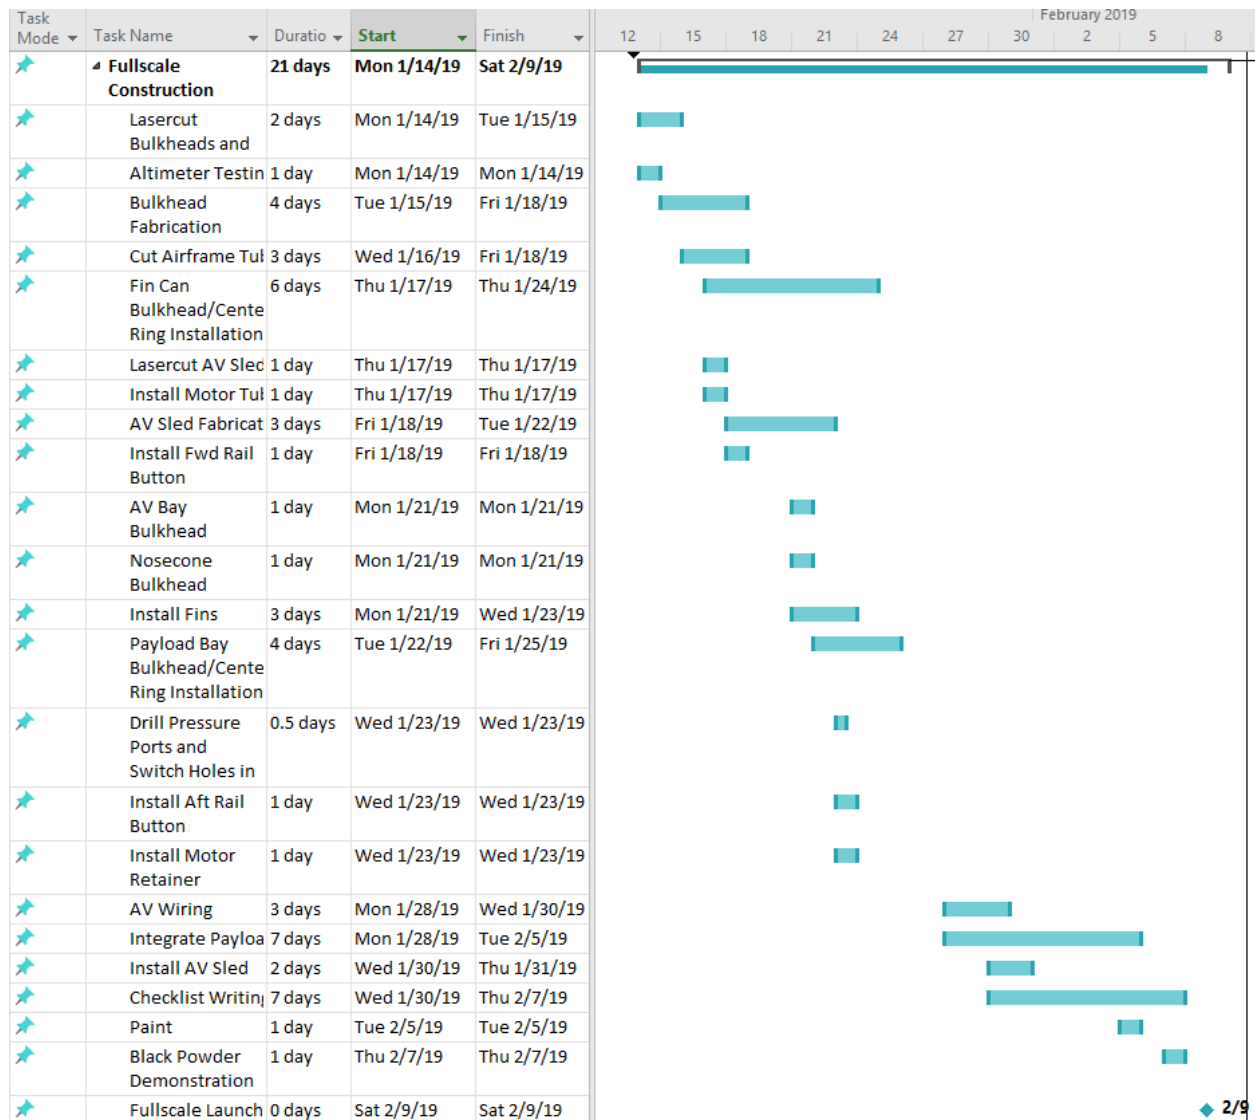 Task Mode Task Name Duratio Start Finish
February 2019
12 15 18 21 24 27 30 2 5 8
Fullscale Construction 21 days Mon 1/14/19 Sat 2/9/19
Lasercut Bulkheads and 2 days Mon 1/14/19 Tue 1/15/19
Altimeter Testin 1 day Mon 1/14/19 Mon 1/14/19
Bulkhead Fabrication 4 days Tue 1/15/19 Fri 1/18/19
Cut Airframe Tul 3 days Wed 1/16/19 Fri 1/18/19
Fin Can Bulkhead/Cente Ring Installation 6 days Thu 1/17/19 Thu 1/24/19
Lasercut AV Sled 1 day Thu 1/17/19 Thu 1/17/19
Install Motor Tul 1 day Thu 1/17/19 Thu 1/17/19
AV Sled Fabricat 3 days Fri 1/18/19 Tue 1/22/19
Install Fwd Rail Button 1 day Fri 1/18/19 Fri 1/18/19
AV Bay Bulkhead 1 day Mon 1/21/19 Mon 1/21/19
Nosecone Bulkhead 1 day Mon 1/21/19 Mon 1/21/19
Install Fins 3 days Mon 1/21/19 Wed 1/23/19
Payload Bay Bulkhead/Cente Ring Installation 4 days Tue 1/22/19 Fri 1/25/19
Drill Pressure Ports and Switch Holes in 0.5 days Wed 1/23/19 Wed 1/23/19
Install Aft Rail Button 1 day Wed 1/23/19 Wed 1/23/19
Install Motor Retainer 1 day Wed 1/23/19 Wed 1/23/19
AV Wiring 3 days Mon 1/28/19 Wed 1/30/19
Integrate Payloa 7 days Mon 1/28/19 Tue 2/5/19
Install AV Sled 2 days Wed 1/30/19 Thu 1/31/19
Checklist Writing 7 days Wed 1/30/19 Thu 2/7/19
Paint 1 day Tue 2/5/19 Tue 2/5/19
Black Powder Demonstration 1 day Thu 2/7/19 Thu 2/7/19
Fullscale Launch 0 days Sat 2/9/19 Sat 2/9/19
2/9